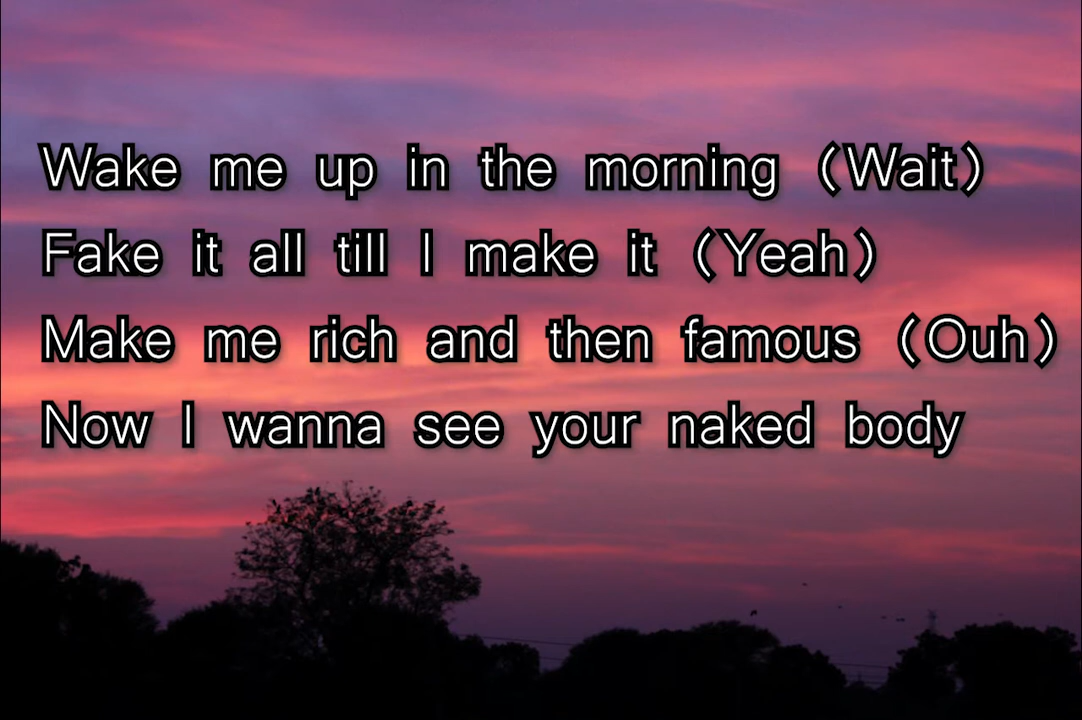 Wake me up in the morning (Wait)
Fake it all till I make it (Yeah)
Make me rich and then famous (Ouh)
Now I wanna see your naked body